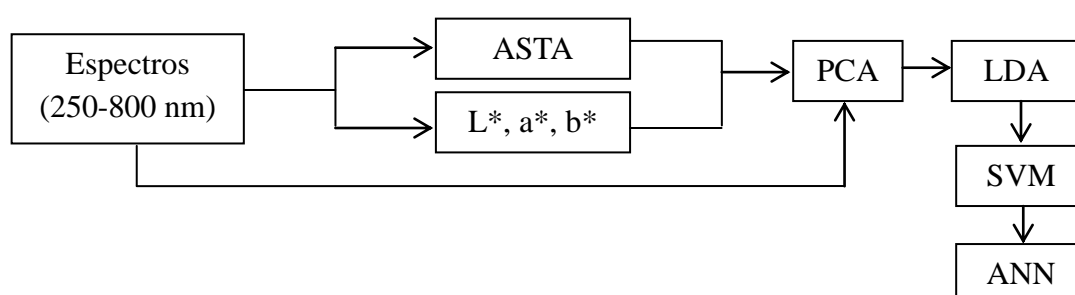 Espectros
(250-800 nm)
ASTA
L*, a*, b*
PCA
LDA
SVM
ANN